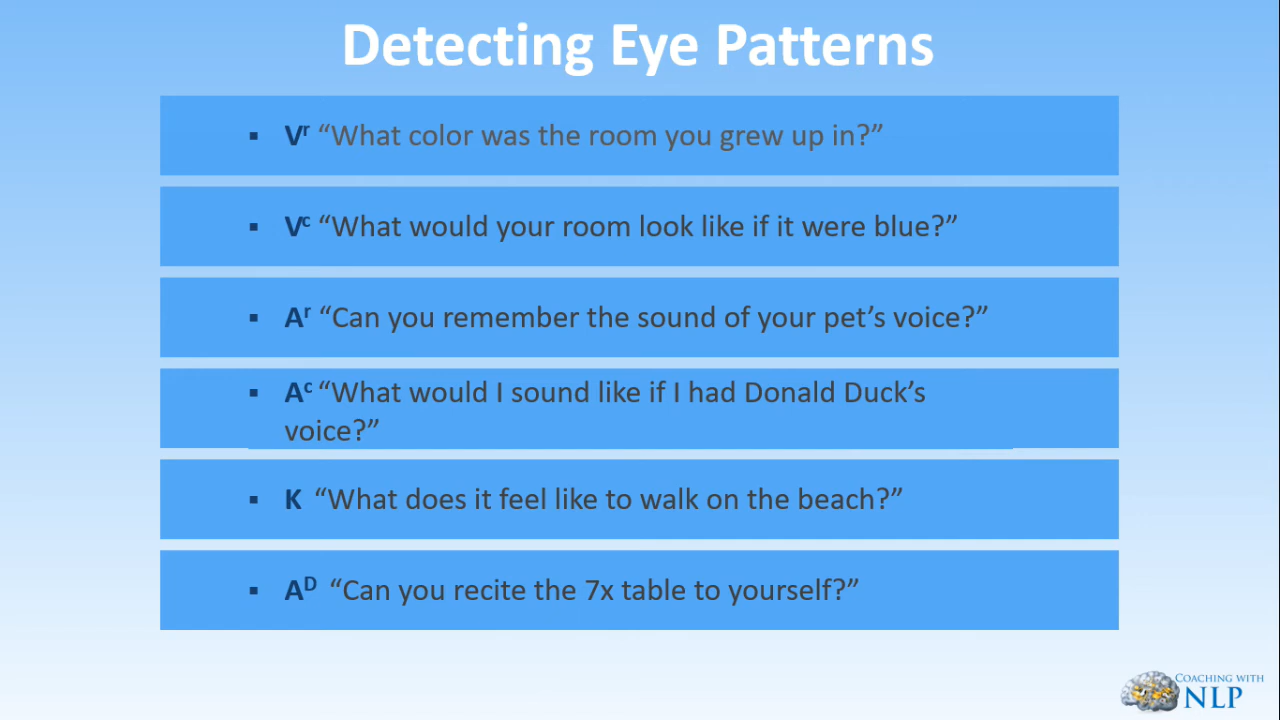 Detecting Eye Patterns
▪ Vʳ “What color was the room you grew up in?”
▪ Vᶜ “What would your room look like if it were blue?”
▪ Aʳ “Can you remember the sound of your pet’s voice?”
▪ Aᶜ “What would I sound like if I had Donald Duck’s
voice?”
▪ K “What does it feel like to walk on the beach?”
▪ Aᴰ “Can you recite the 7x table to yourself?”
COACHING WITH
NLP